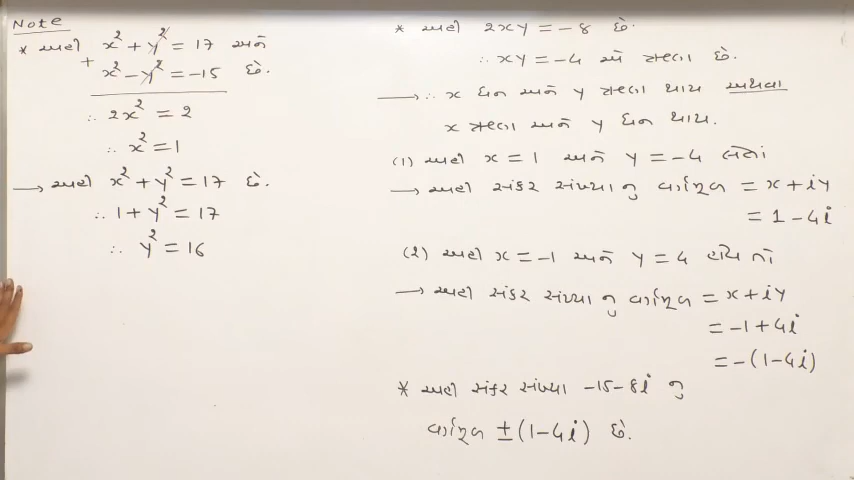 Note
* અહીં x² + y² = 17 અને
+ x² - y² = -15 છે.
∴ 2x² = 2
∴ x² = 1
→ અહીં x² + y² = 17 છે.
∴ 1 + y² = 17
∴ y² = 16
* અહીં 2xy = -8 છે.
∴ xy = -4 એ ઋણ છે.
→ ∴ x ધન અને y ઋણ થાય અથવા
x ઋણ અને y ધન થાય.
(1) અહીં x = 1 અને y = -4 લેતાં
→ અહીં સંકર સંખ્યા નુ વર્ગમૂળ = x + iy
= 1 - 4i
(2) અહીં x = -1 અને y = 4 હોય તો
→ અહીં સંકર સંખ્યા નુ વર્ગમૂળ = x + iy
= -1 + 4i
= -(1 - 4i)
* અહીં સંકર સંખ્યા -15 - 8i નુ
વર્ગમૂળ ± (1 - 4i) છે.